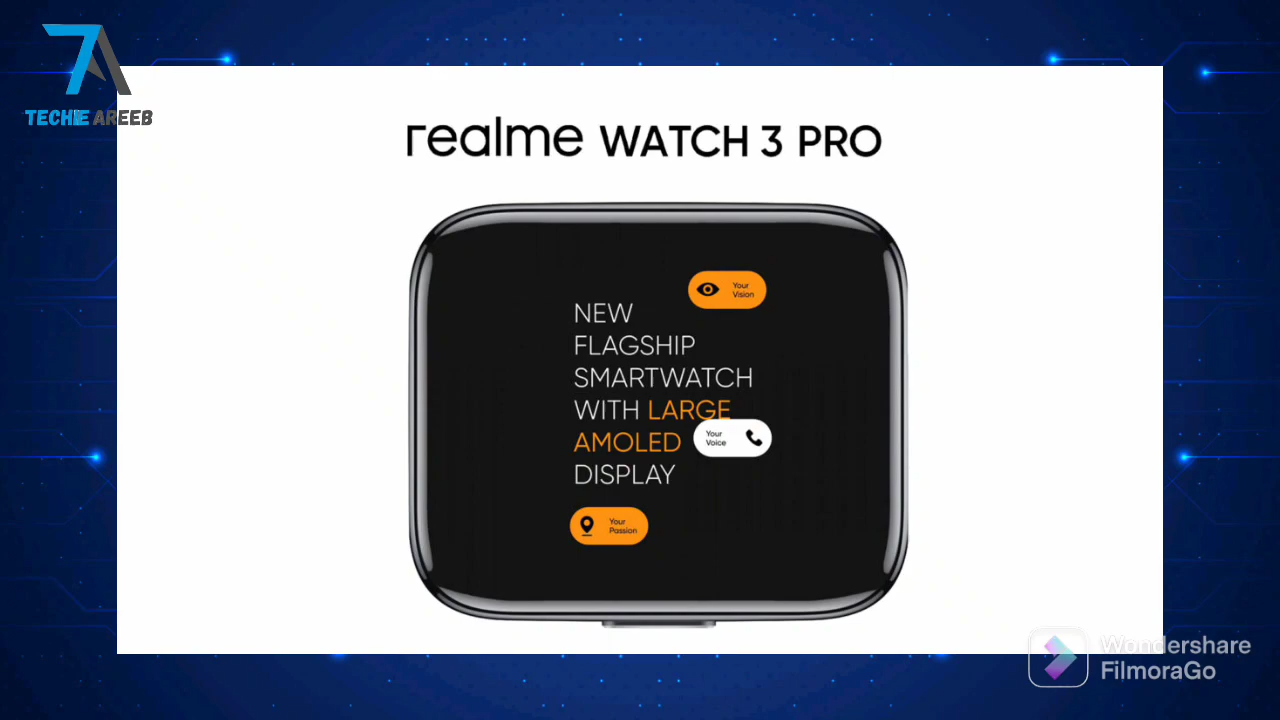 TECHIE AREEB
realme WATCH 3 PRO
Your
Vision
NEW
FLAGSHIP
SMARTWATCH
WITH LARGE
AMOLED
DISPLAY
Your
Voice
Your
Passion
Wondershare
FilmoraGo